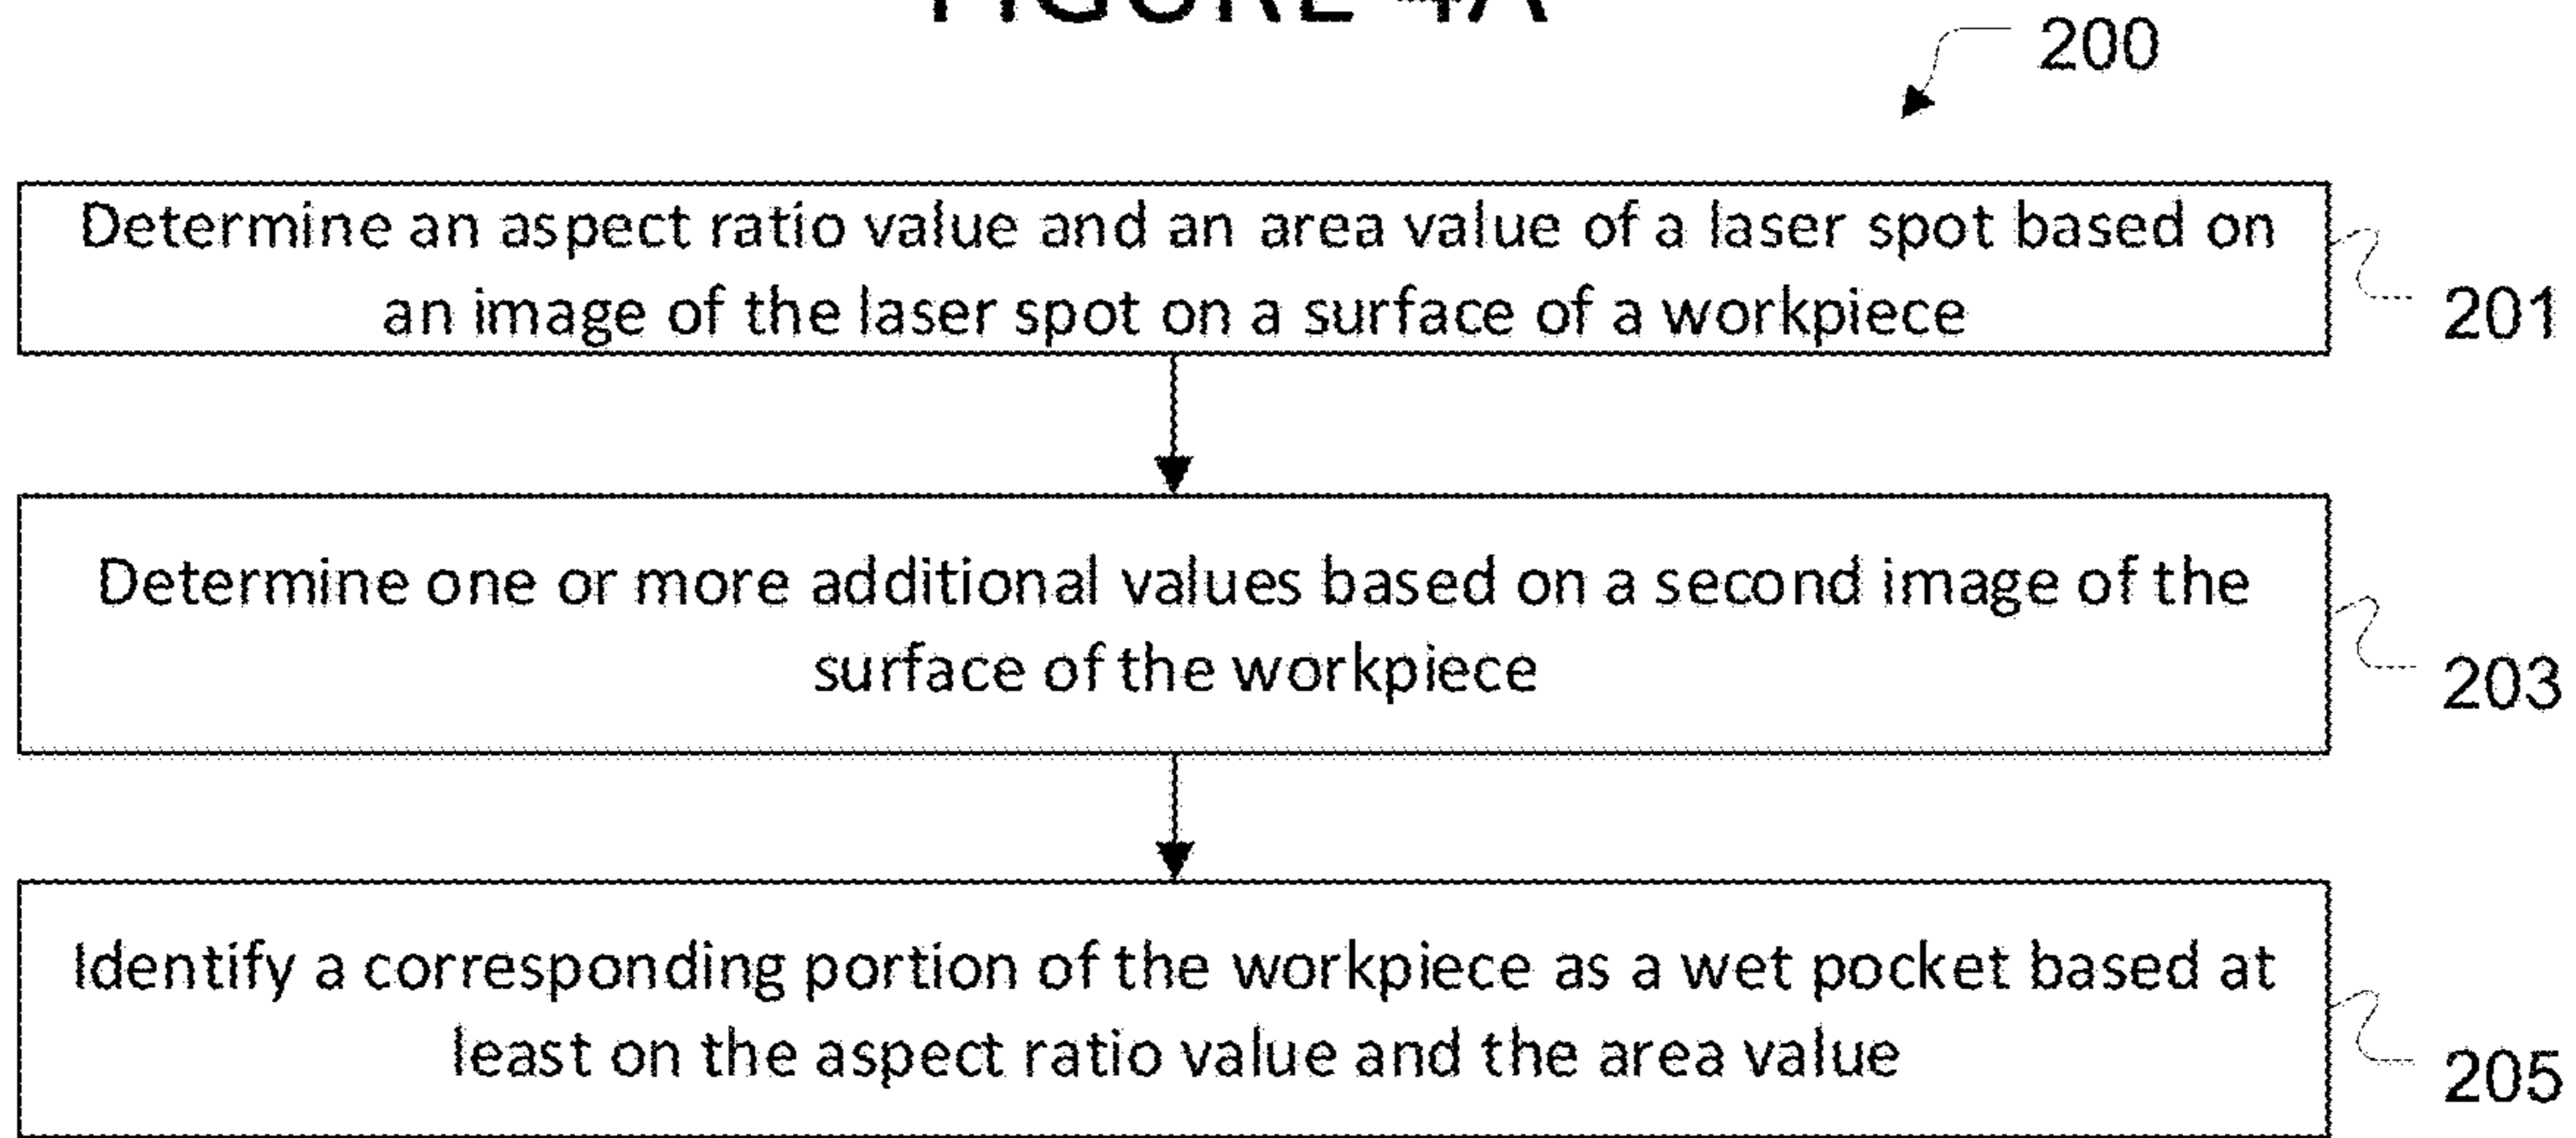 FIGURE 4A
200
Determine an aspect ratio value and an area value of a laser spot based on
an image of the laser spot on a surface of a workpiece
201
Determine one or more additional values based on a second image of the
surface of the workpiece
203
Identify a corresponding portion of the workpiece as a wet pocket based at
least on the aspect ratio value and the area value
205